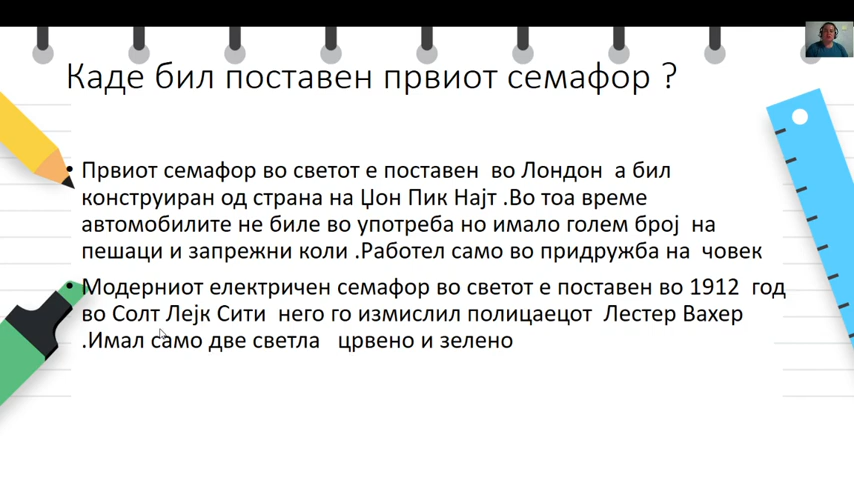 Каде бил поставен првиот семафор ?
• Првиот семафор во светот е поставен во Лондон а бил
конструиран од страна на Џон Пик Најт .Во тоа време
автомобилите не биле во употреба но имало голем број на
пешаци и запрежни коли .Работел само во придружба на човек
• Модерниот електричен семафор во светот е поставен во 1912 год
во Солт Лејк Сити него го измислил полицаецот Лестер Вахер
.Имал само две светла црвено и зелено